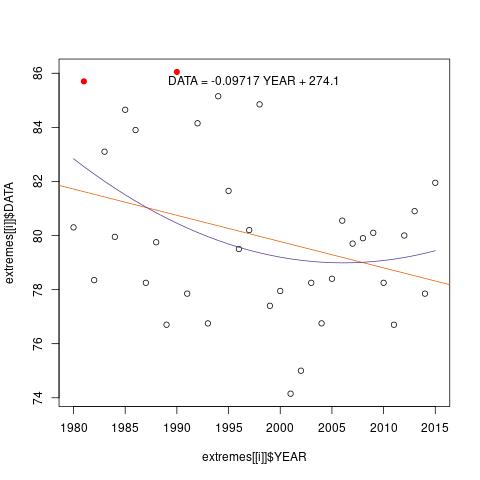 DATA = -0.09717 YEAR + 274.1
86
84
82
80
78
76
74
extremes[[i]]$DATA
1980 1985 1990 1995 2000 2005 2010 2015
extremes[[i]]$YEAR